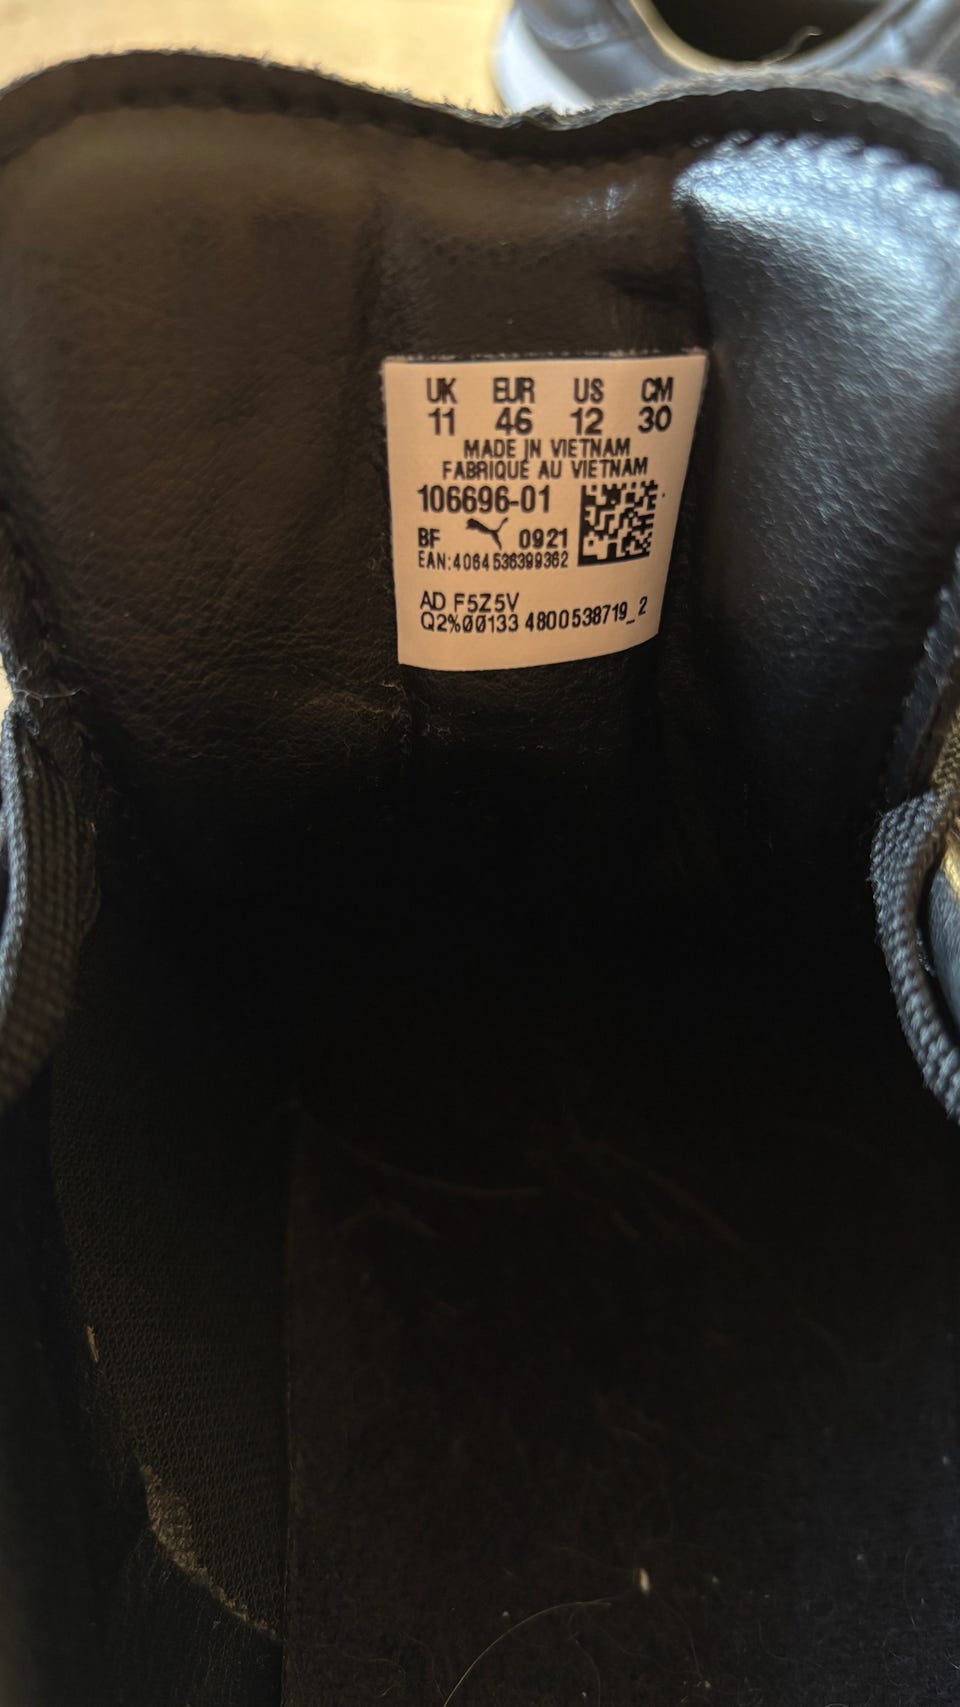 UK EUR US CM
11 46 12 30
MADE IN VIETNAM
FABRIQUÉ AU VIETNAM
106696-01
BF 0921
EAN:4064536399362
AD F5Z5V
Q2%00133 4800538719_2